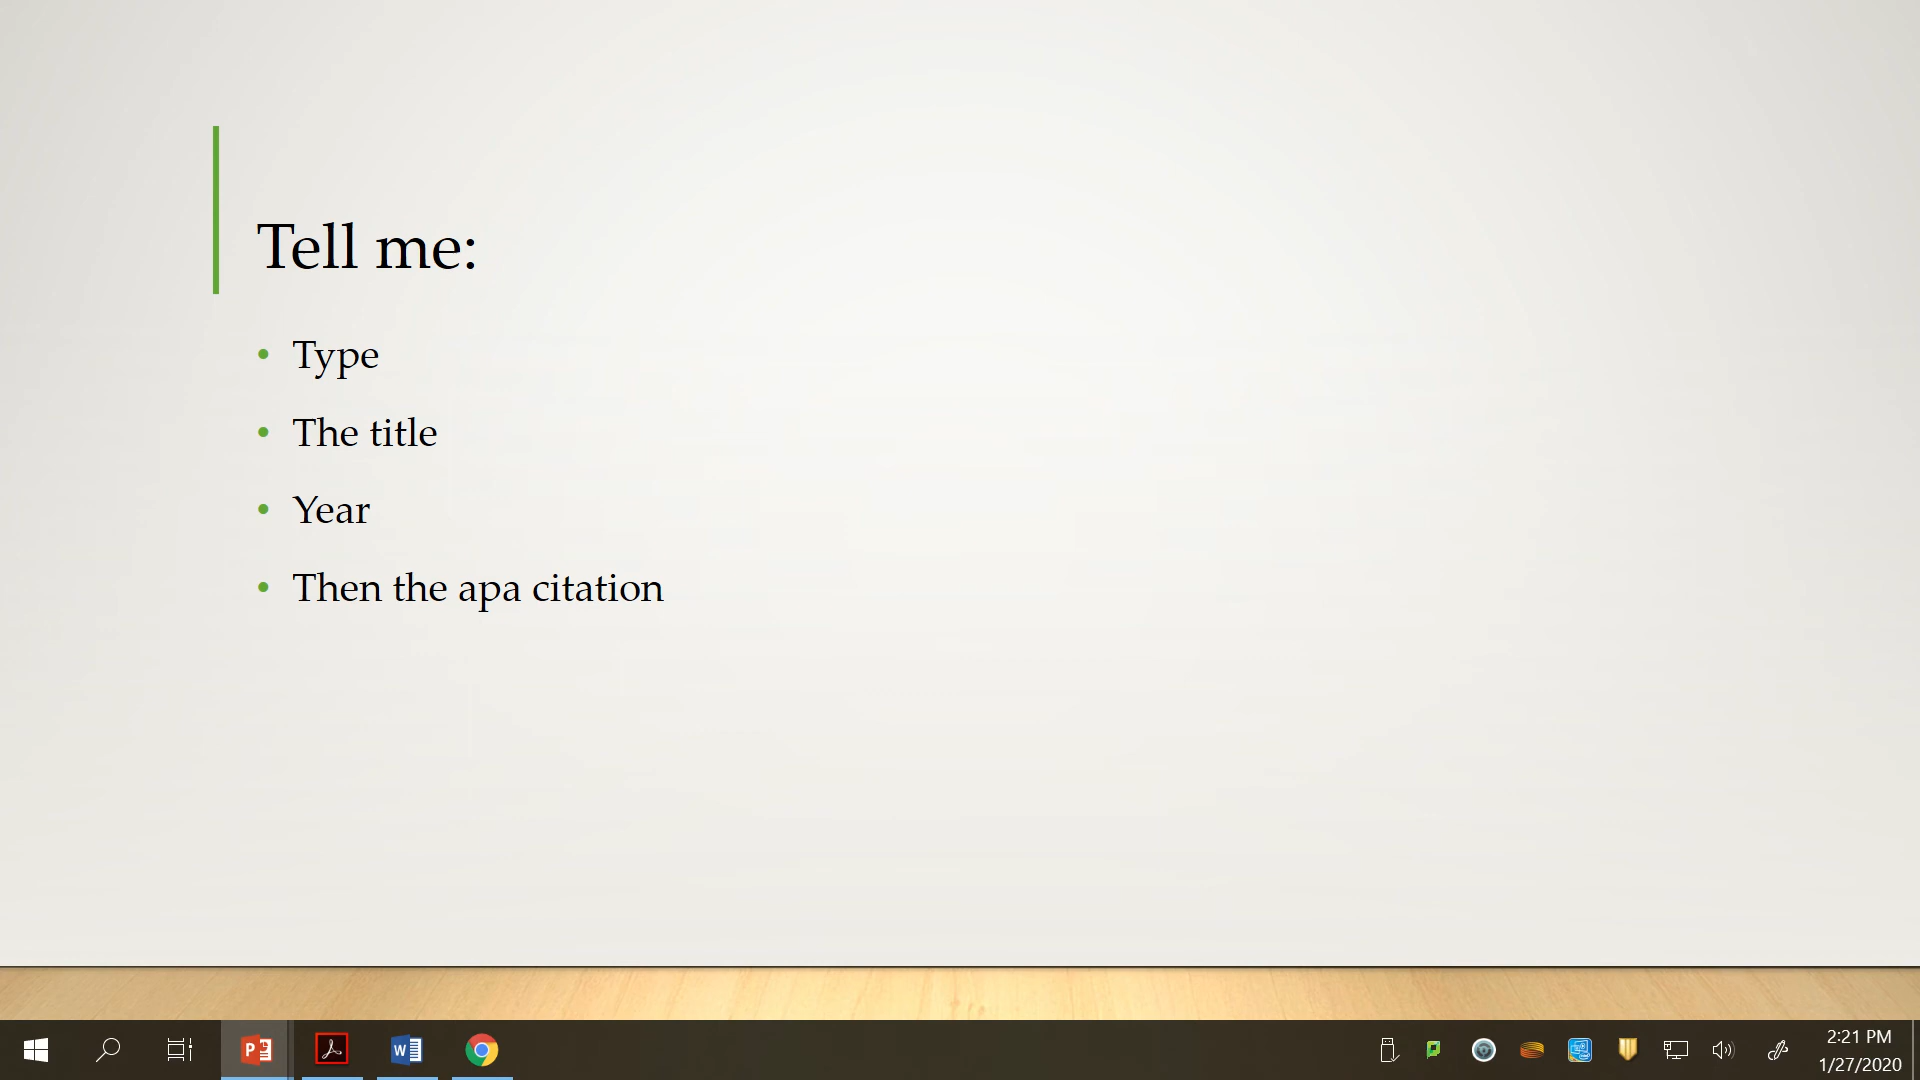 Tell me:
• Type
• The title
• Year
• Then the apa citation
2:21 PM
1/27/2020